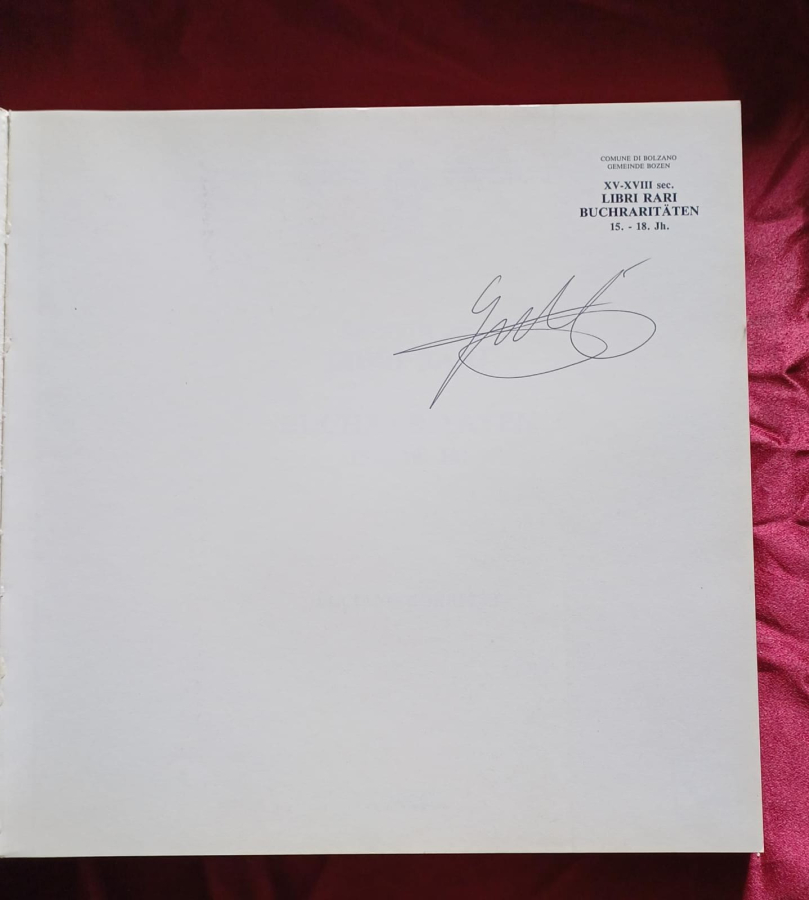 COMUNE DI BOLZANO
GEMEINDE BOZEN
XV-XVIII sec.
LIBRI RARI
BUCHRARITÄTEN
15. - 18. Jh.